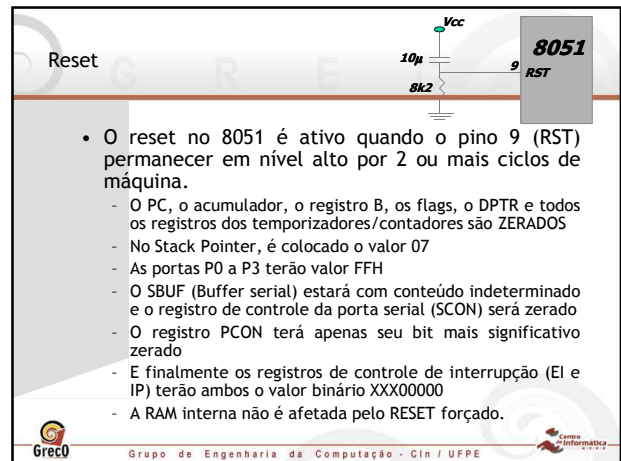 Vcc
10µ
8051
9
RST
8k2
Reset
G R E
• O reset no 8051 é ativo quando o pino 9 (RST)
permanecer em nível alto por 2 ou mais ciclos de
máquina.
- O PC, o acumulador, o registro B, os flags, o DPTR e todos
os registros dos temporizadores/contadores são ZERADOS
- No Stack Pointer, é colocado o valor 07
- As portas P0 a P3 terão valor FFH
- O SBUF (Buffer serial) estará com conteúdo indeterminado
e o registro de controle da porta serial (SCON) será zerado
- O registro PCON terá apenas seu bit mais significativo
zerado
- E finalmente os registros de controle de interrupção (EI e
IP) terão ambos o valor binário XXX00000
- A RAM interna não é afetada pelo RESET forçado.
GrecO
Grupo de Engenharia da Computação - CIn / UFPE
Centro
de Informática
U F P E